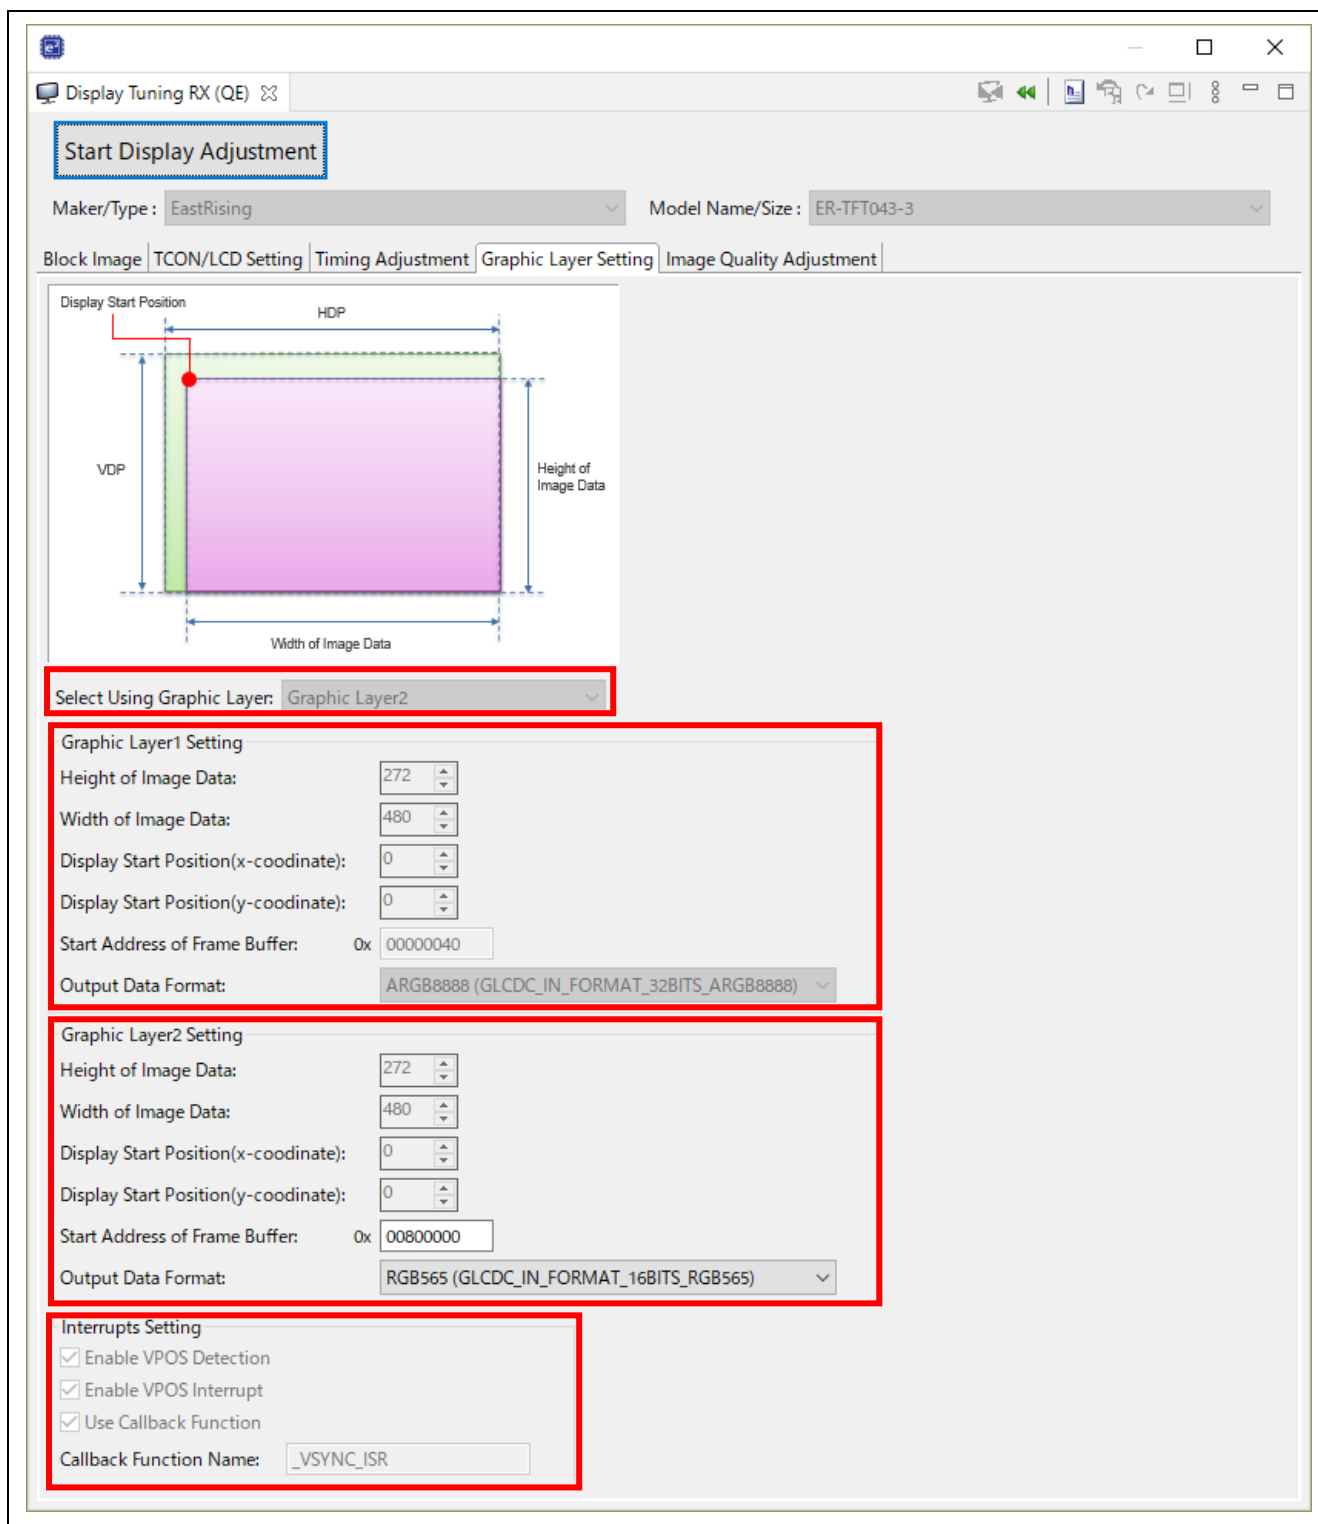 Display Tuning RX (QE)
Start Display Adjustment
Maker/Type : EastRising Model Name/Size : ER-TFT043-3
Block Image TCON/LCD Setting Timing Adjustment Graphic Layer Setting Image Quality Adjustment
Display Start Position
HDP
VDP
Height of
Image Data
Width of Image Data
Select Using Graphic Layer: Graphic Layer2
Graphic Layer1 Setting
Height of Image Data: 272
Width of Image Data: 480
Display Start Position(x-coodinate): 0
Display Start Position(y-coodinate): 0
Start Address of Frame Buffer: 0x 00000040
Output Data Format: ARGB8888 (GLCDC_IN_FORMAT_32BITS_ARGB8888)
Graphic Layer2 Setting
Height of Image Data: 272
Width of Image Data: 480
Display Start Position(x-coodinate): 0
Display Start Position(y-coodinate): 0
Start Address of Frame Buffer: 0x 00800000
Output Data Format: RGB565 (GLCDC_IN_FORMAT_16BITS_RGB565)
Interrupts Setting
Enable VPOS Detection
Enable VPOS Interrupt
Use Callback Function
Callback Function Name: _VSYNC_ISR